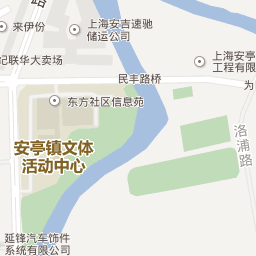 路
来伊份
上海安吉速驰
储运公司
纪联华大卖场
上海安亭
工程有限
民丰路桥
为
东方社区信息苑
洛浦路
安亭镇文体
活动中心
延锋汽车饰件
系统有限公司